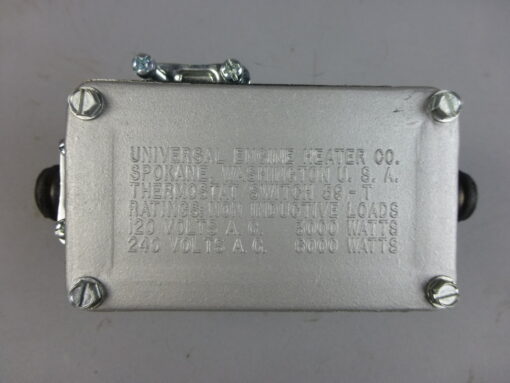 UNIVERSAL ENGINE HEATER CO.
SPOKANE, WASHINGTON U. S. A.
THERMOSTAT SWITCH - T
RATINGS: NON INDUCTIVE LOADS
120 VOLTS A. C. 3000 WATTS
240 VOLTS A. C. 6000 WATTS